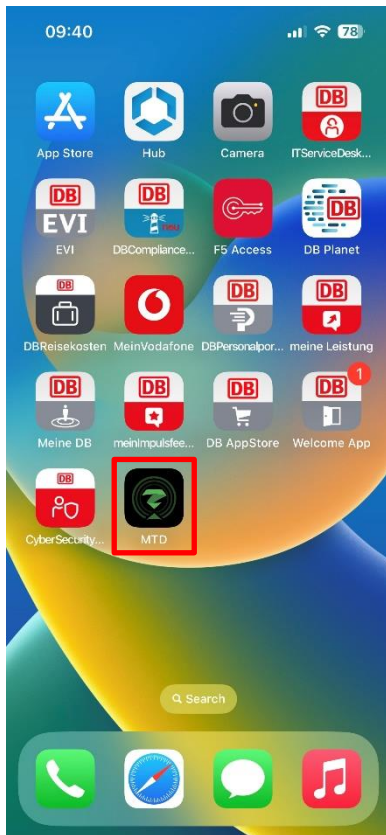 09:40
78
DB
App Store
Hub
Camera
ITServiceDesk...
DB
EVI
DB
neu
DB
EVI
DBCompliance...
F5 Access
DB Planet
DB
DB
DB
DBReisekosten
MeinVodafone
DBPersonalpor...
meine Leistung
DB
DB
DB
DB
1
Meine DB
meinImpulsfee...
DB AppStore
Welcome App
DB
CyberSecurity...
MTD
Search